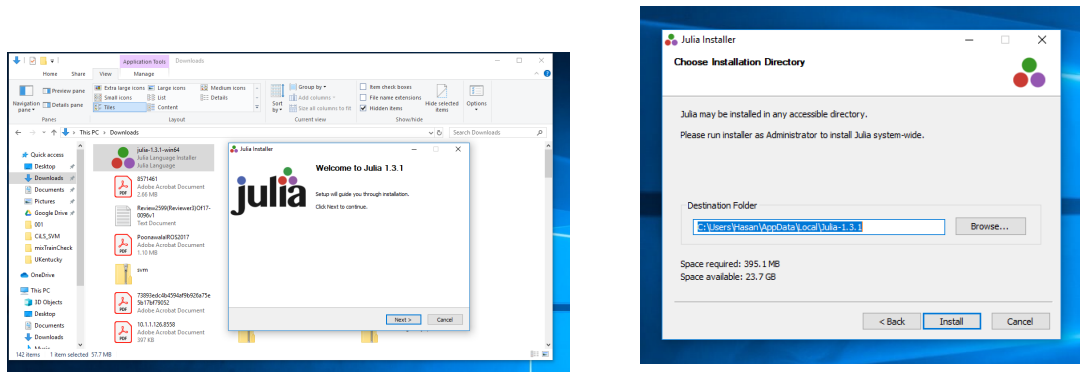 Application Tools
Downloads
Home
Share
View
Manage
Navigation pane
Preview pane
Details pane
Panes
Extra large icons
Large icons
Medium icons
Small icons
List
Details
Tiles
Content
Layout
Sort by
Group by
Add columns
Size all columns to fit
Current view
Item check boxes
File name extensions
Hidden items
Hide selected items
Show/hide
Options
This PC > Downloads
Search Downloads
Quick access
Desktop
Downloads
Documents
Pictures
Google Drive
001
CiLS_SVM
mixTrainCheck
UKentucky
OneDrive
This PC
3D Objects
Desktop
Documents
Downloads
julia-1.3.1-win64
Julia Language Installer
Julia Language
8571461
Adobe Acrobat Document
2.66 MB
Review2599(Reviewer3)Of17-
0096v1
Text Document
PoonawalaIROS2017
Adobe Acrobat Document
1.10 MB
svm
Adobe Acrobat Document
10.1.1.126.8558
Adobe Acrobat Document
397 KB
142 items
1 item selected
57.7 MB
Julia Installer
julia
Welcome to Julia 1.3.1
Setup will guide you through installation.
Click Next to continue.
Next >
Cancel
Julia Installer
Choose Installation Directory
Julia may be installed in any accessible directory.
Please run installer as Administrator to install Julia system-wide.
Destination Folder
C:\Users\Hasan\AppData\Local\Julia-1.3.1
Browse...
Space required: 395.1 MB
Space available: 23.7 GB
< Back
Install
Cancel